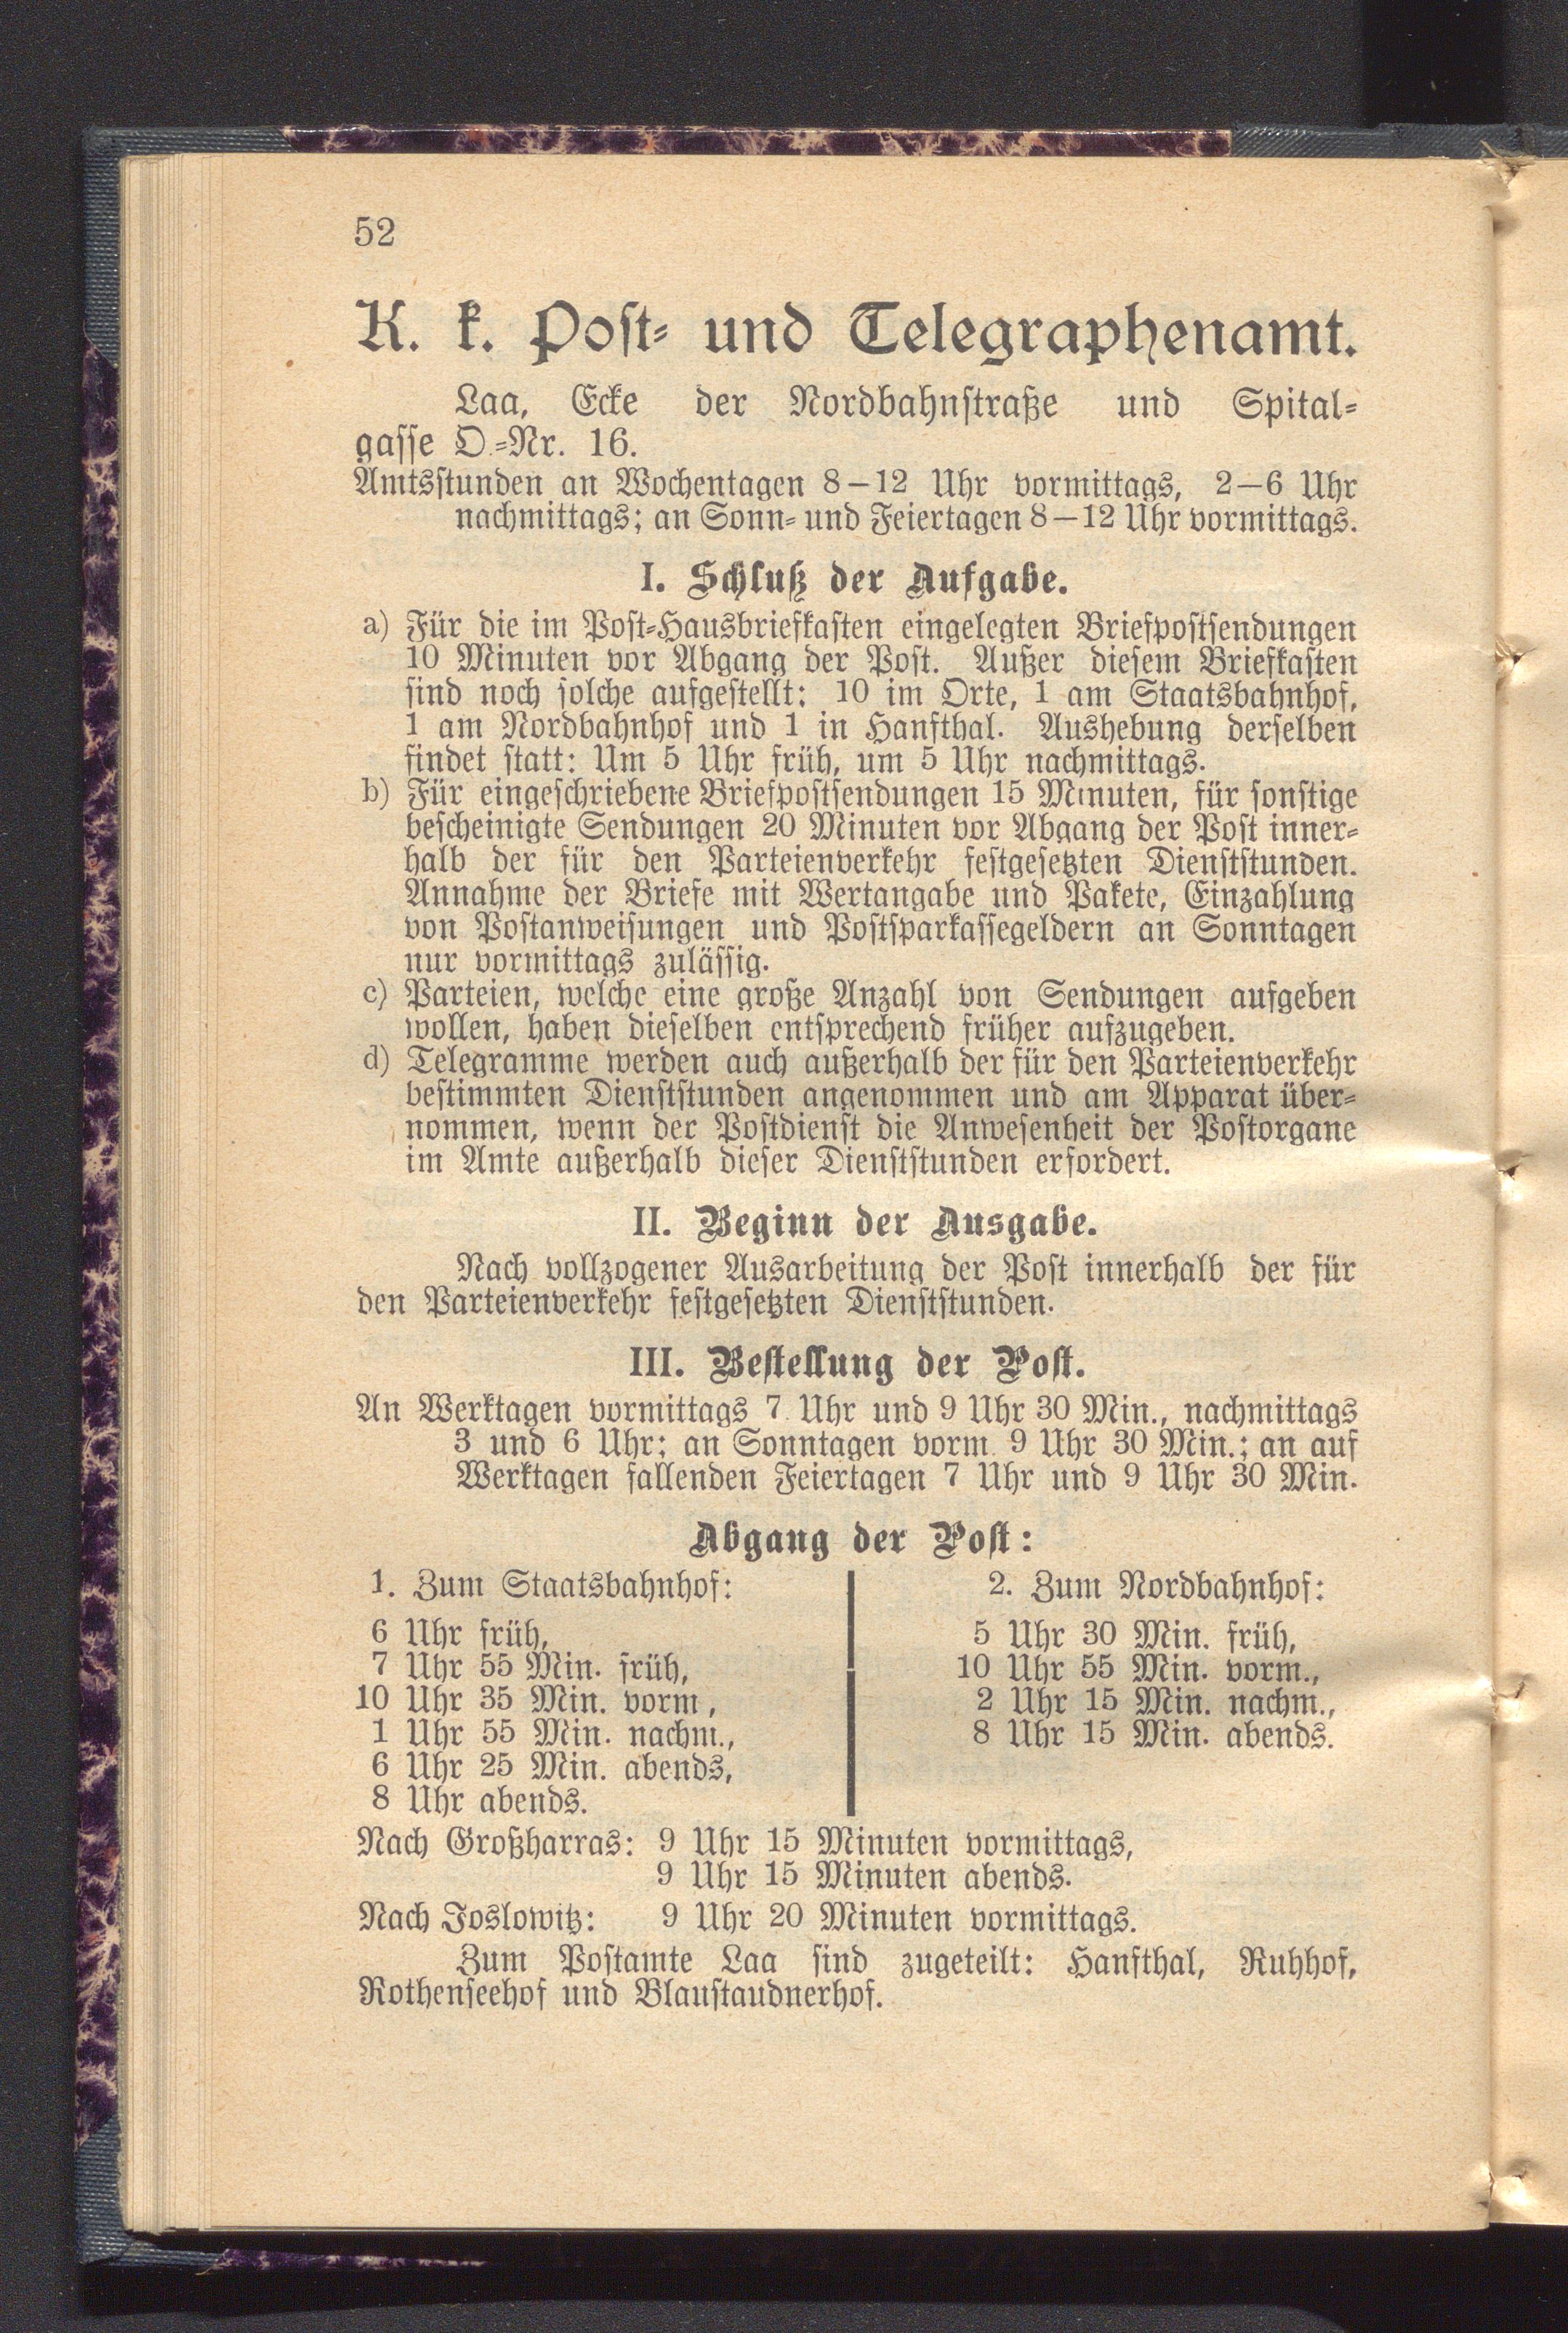 52
K. k. Post- und Telegraphenamt.
Laa, Ecke der Nordbahnstraße und Spital-
gasse O.-Nr. 16.
Amtsstunden an Wochentagen 8–12 Uhr vormittags, 2–6 Uhr
nachmittags; an Sonn- und Feiertagen 8–12 Uhr vormittags.
I. Schluß der Aufgabe.
a) Für die im Post-Hausbriefkasten eingelegten Briefpostsendungen
10 Minuten vor Abgang der Post. Außer diesem Briefkasten
sind noch solche aufgestellt: 10 im Orte, 1 am Staatsbahnhof,
1 am Nordbahnhof und 1 in Hanfthal. Aushebung derselben
findet statt: Um 5 Uhr früh, um 5 Uhr nachmittags.
b) Für eingeschriebene Briefpostsendungen 15 Minuten, für sonstige
bescheinigte Sendungen 20 Minuten vor Abgang der Post inner-
halb der für den Parteienverkehr festgesetzten Dienststunden.
Annahme der Briefe mit Wertangabe und Pakete, Einzahlung
von Postanweisungen und Postsparkassegeldern an Sonntagen
nur vormittags zulässig.
c) Parteien, welche eine große Anzahl von Sendungen aufgeben
wollen, haben dieselben entsprechend früher aufzugeben.
d) Telegramme werden auch außerhalb der für den Parteienverkehr
bestimmten Dienststunden angenommen und am Apparat über-
nommen, wenn der Postdienst die Anwesenheit der Postorgane
im Amte außerhalb dieser Dienststunden erfordert.
II. Beginn der Ausgabe.
Nach vollzogener Ausarbeitung der Post innerhalb der für
den Parteienverkehr festgesetzten Dienststunden.
III. Bestellung der Post.
An Werktagen vormittags 7 Uhr und 9 Uhr 30 Min., nachmittags
3 und 6 Uhr; an Sonntagen vorm. 9 Uhr 30 Min.; an auf
Werktagen fallenden Feiertagen 7 Uhr und 9 Uhr 30 Min.
Abgang der Post:
1. Zum Staatsbahnhof:
6 Uhr früh,
7 Uhr 55 Min. früh,
10 Uhr 35 Min. vorm,
1 Uhr 55 Min. nachm.,
6 Uhr 25 Min. abends,
8 Uhr abends.
2. Zum Nordbahnhof:
5 Uhr 30 Min. früh,
10 Uhr 55 Min. vorm.,
2 Uhr 15 Min. nachm.,
8 Uhr 15 Min. abends.
Nach Großharras: 9 Uhr 15 Minuten vormittags,
9 Uhr 15 Minuten abends.
Nach Joslowitz: 9 Uhr 20 Minuten vormittags.
Zum Postamte Laa sind zugeteilt: Hanfthal, Ruhhof,
Rothenseehof und Blaustaudnerhof.